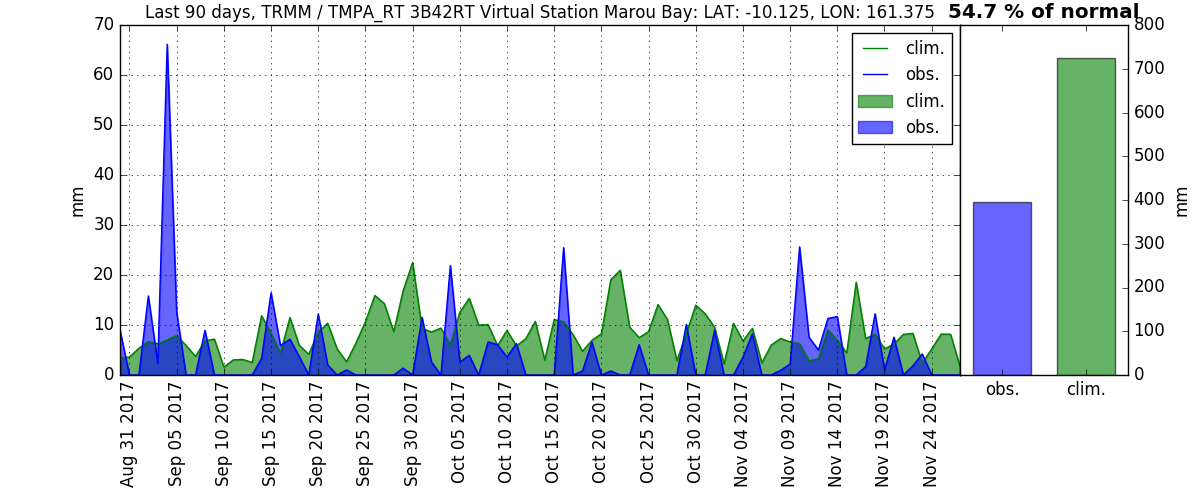 Last 90 days, TRMM / TMPA_RT 3B42RT Virtual Station Marou Bay: LAT: -10.125, LON: 161.375
54.7 % of normal
clim.
obs.
clim.
obs.
70
60
50
40
30
20
10
0
mm
Aug 31 2017
Sep 05 2017
Sep 10 2017
Sep 15 2017
Sep 20 2017
Sep 25 2017
Sep 30 2017
Oct 05 2017
Oct 10 2017
Oct 15 2017
Oct 20 2017
Oct 25 2017
Oct 30 2017
Nov 04 2017
Nov 09 2017
Nov 14 2017
Nov 19 2017
Nov 24 2017
800
700
600
500
400
300
200
100
0
mm
obs.
clim.